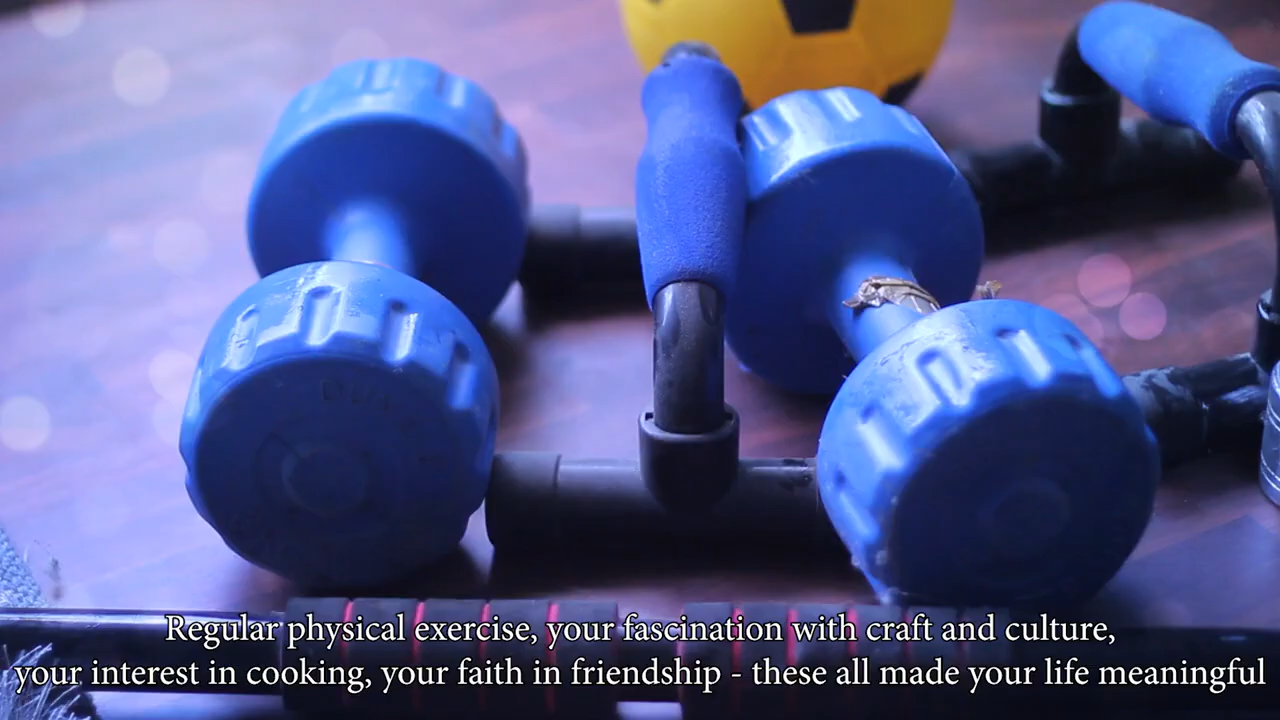 Regular physical exercise, your fascination with craft and culture,
your interest in cooking, your faith in friendship - these all made your life meaningful